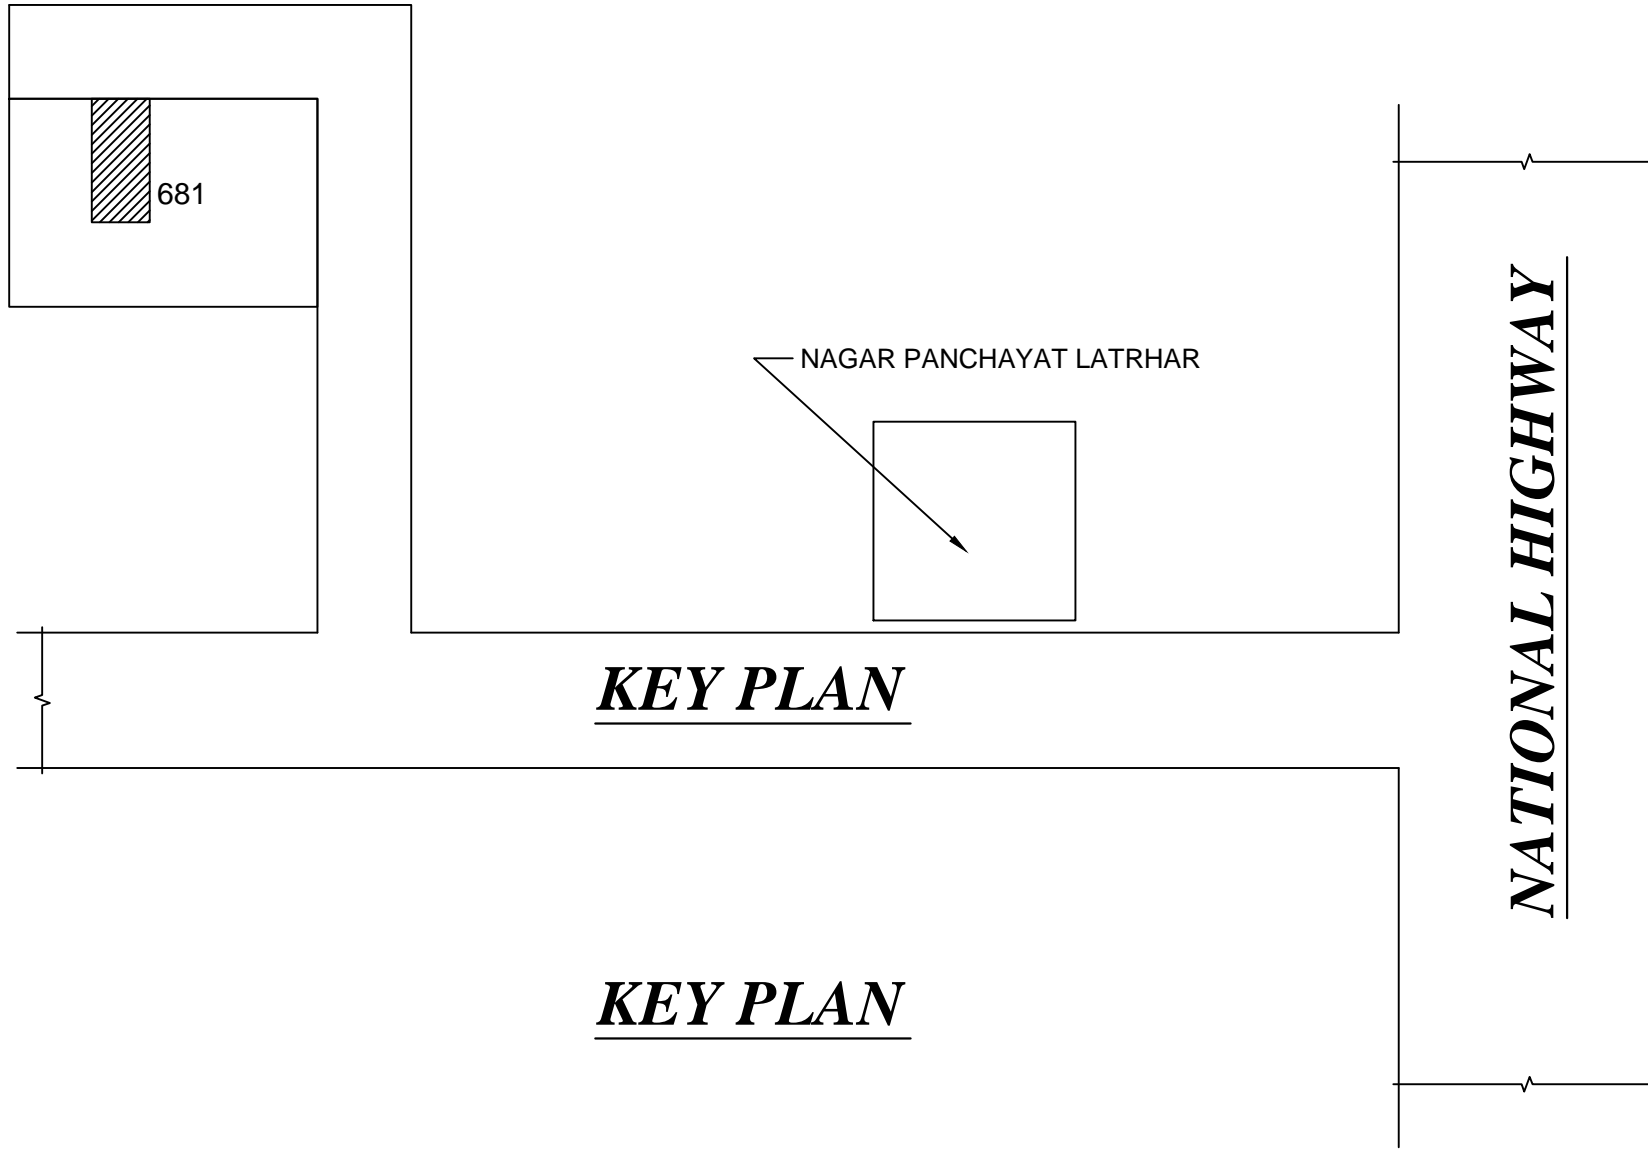 681
NAGAR PANCHAYAT LATRHAR
NATIONAL HIGHWAY
KEY PLAN
KEY PLAN